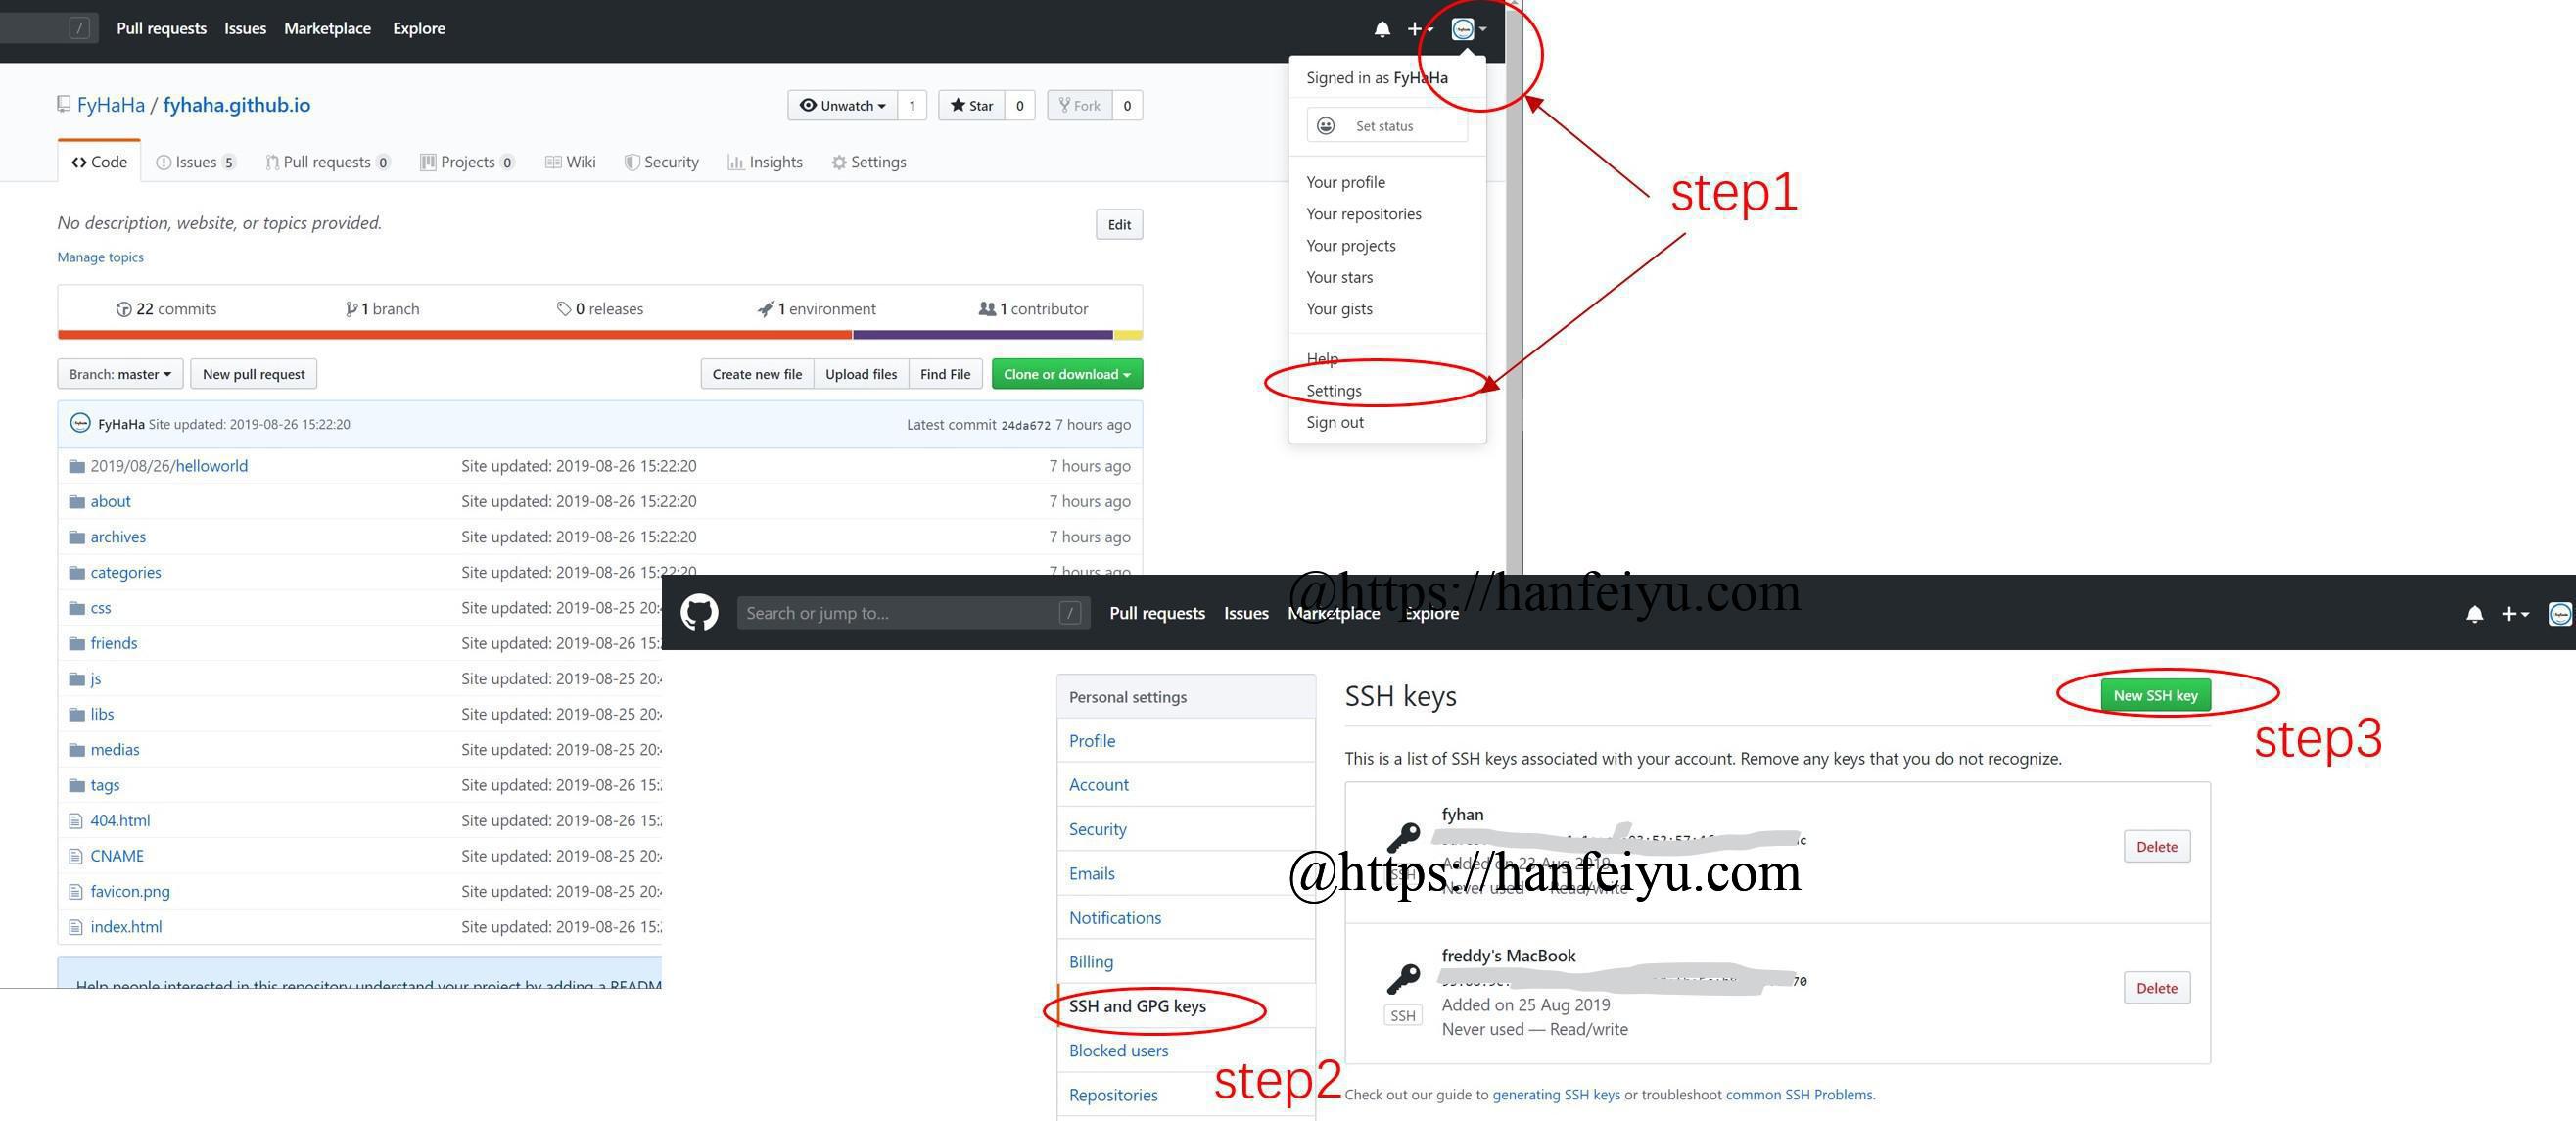 / Pull requests Issues Marketplace Explore
Signed in as FyHaHa
Set status
Your profile
Your repositories
Your projects
Your stars
Your gists
Help
Settings
Sign out
step1
FyHaHa / fyhaha.github.io
Unwatch 1 Star 0 Fork 0
Code Issues 5 Pull requests 0 Projects 0 Wiki Security Insights Settings
No description, website, or topics provided. Edit
Manage topics
22 commits 1 branch 0 releases 1 environment 1 contributor
Branch: master New pull request Create new file Upload files Find File Clone or download
FyHaHa Site updated: 2019-08-26 15:22:20 Latest commit 24da672 7 hours ago
2019/08/26/helloworld Site updated: 2019-08-26 15:22:20 7 hours ago
about Site updated: 2019-08-26 15:22:20 7 hours ago
archives Site updated: 2019-08-26 15:22:20 7 hours ago
categories Site updated: 2019-08-26 15:22:20 7 hours ago
css Site updated: 2019-08-25 20:
friends Site updated: 2019-08-26 15:
js Site updated: 2019-08-25 20:
libs Site updated: 2019-08-25 20:
medias Site updated: 2019-08-25 20:
tags Site updated: 2019-08-26 15:
404.html Site updated: 2019-08-26 15:
CNAME Site updated: 2019-08-25 20:
favicon.png Site updated: 2019-08-25 20:
index.html Site updated: 2019-08-26 15:
Help people interested in this repository understand your project by adding a README
@https://hanfeiyu.com
Search or jump to... / Pull requests Issues Marketplace Explore
Personal settings
Profile
Account
Security
Emails
Notifications
Billing
SSH and GPG keys
Blocked users
Repositories
step2
SSH keys New SSH key
step3
This is a list of SSH keys associated with your account. Remove any keys that you do not recognize.
fyhan
Added on 23 Aug 2019
SSH
Never used — Read/write
Delete
@https://hanfeiyu.com
freddy's MacBook
70
Added on 25 Aug 2019
SSH
Never used — Read/write
Delete
Check out our guide to generating SSH keys or troubleshoot common SSH Problems.